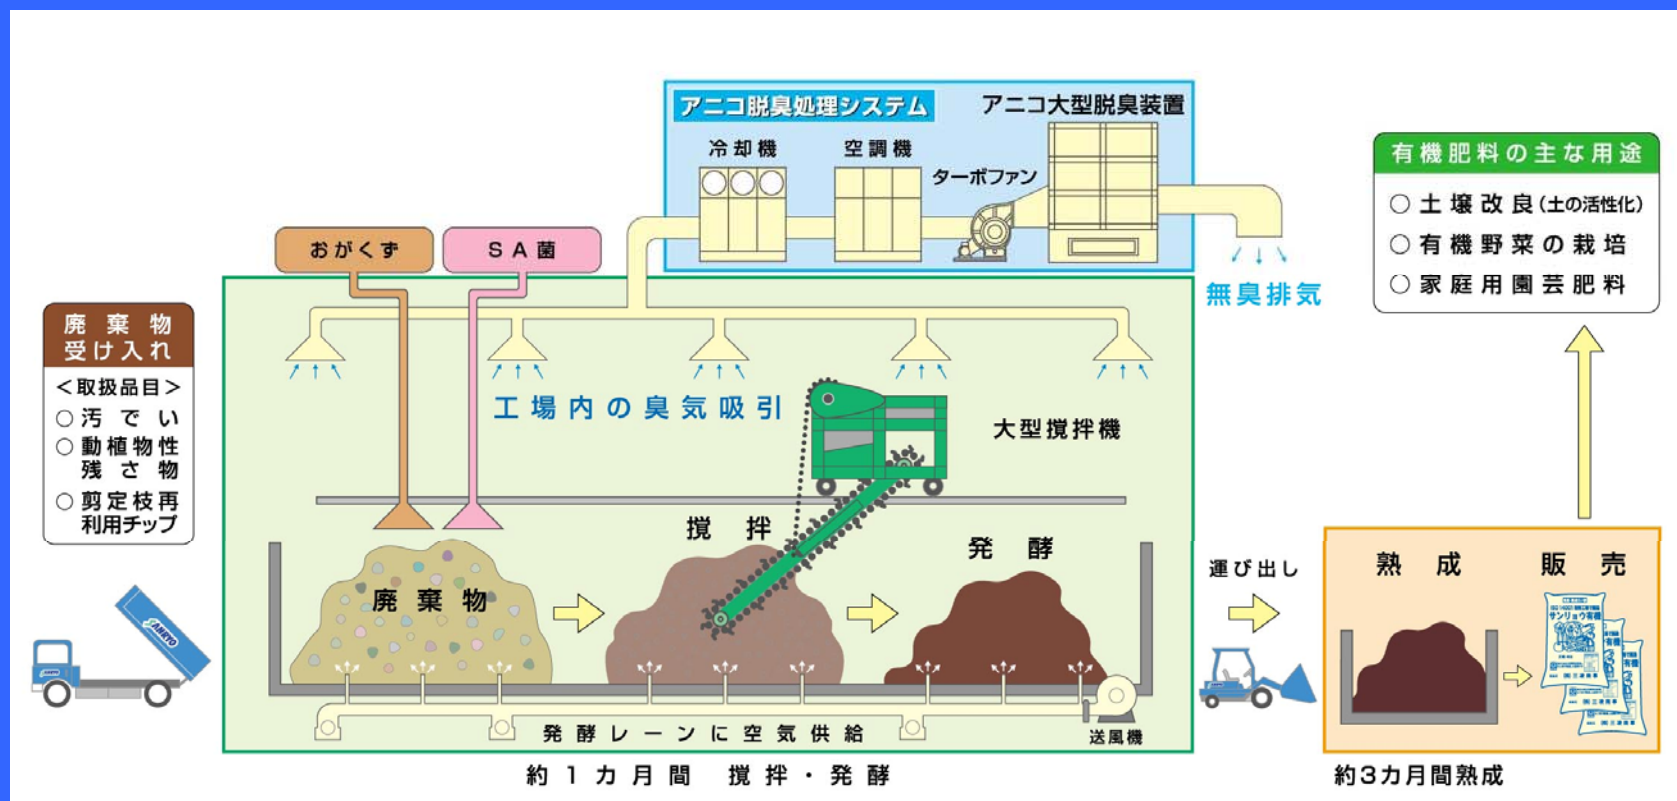 アニコ脱臭処理システム
アニコ大型脱臭装置
冷却機
空調機
ターボファン
無臭排気
有機肥料の主な用途
○ 土壌改良(土の活性化)
○ 有機野菜の栽培
○ 家庭用園芸肥料
おがくず
SA菌
廃棄物
受け入れ
<取扱品目>
○ 汚でい
○ 動植物性
残さ物
○ 剪定枝再
利用チップ
SANRYO
工場内の臭気吸引
大型撹拌機
廃棄物
撹拌
発酵
発酵レーンに空気供給
送風機
約1カ月間 撹拌・発酵
運び出し
熟成
販売
サンリョウ有機
約3カ月間熟成